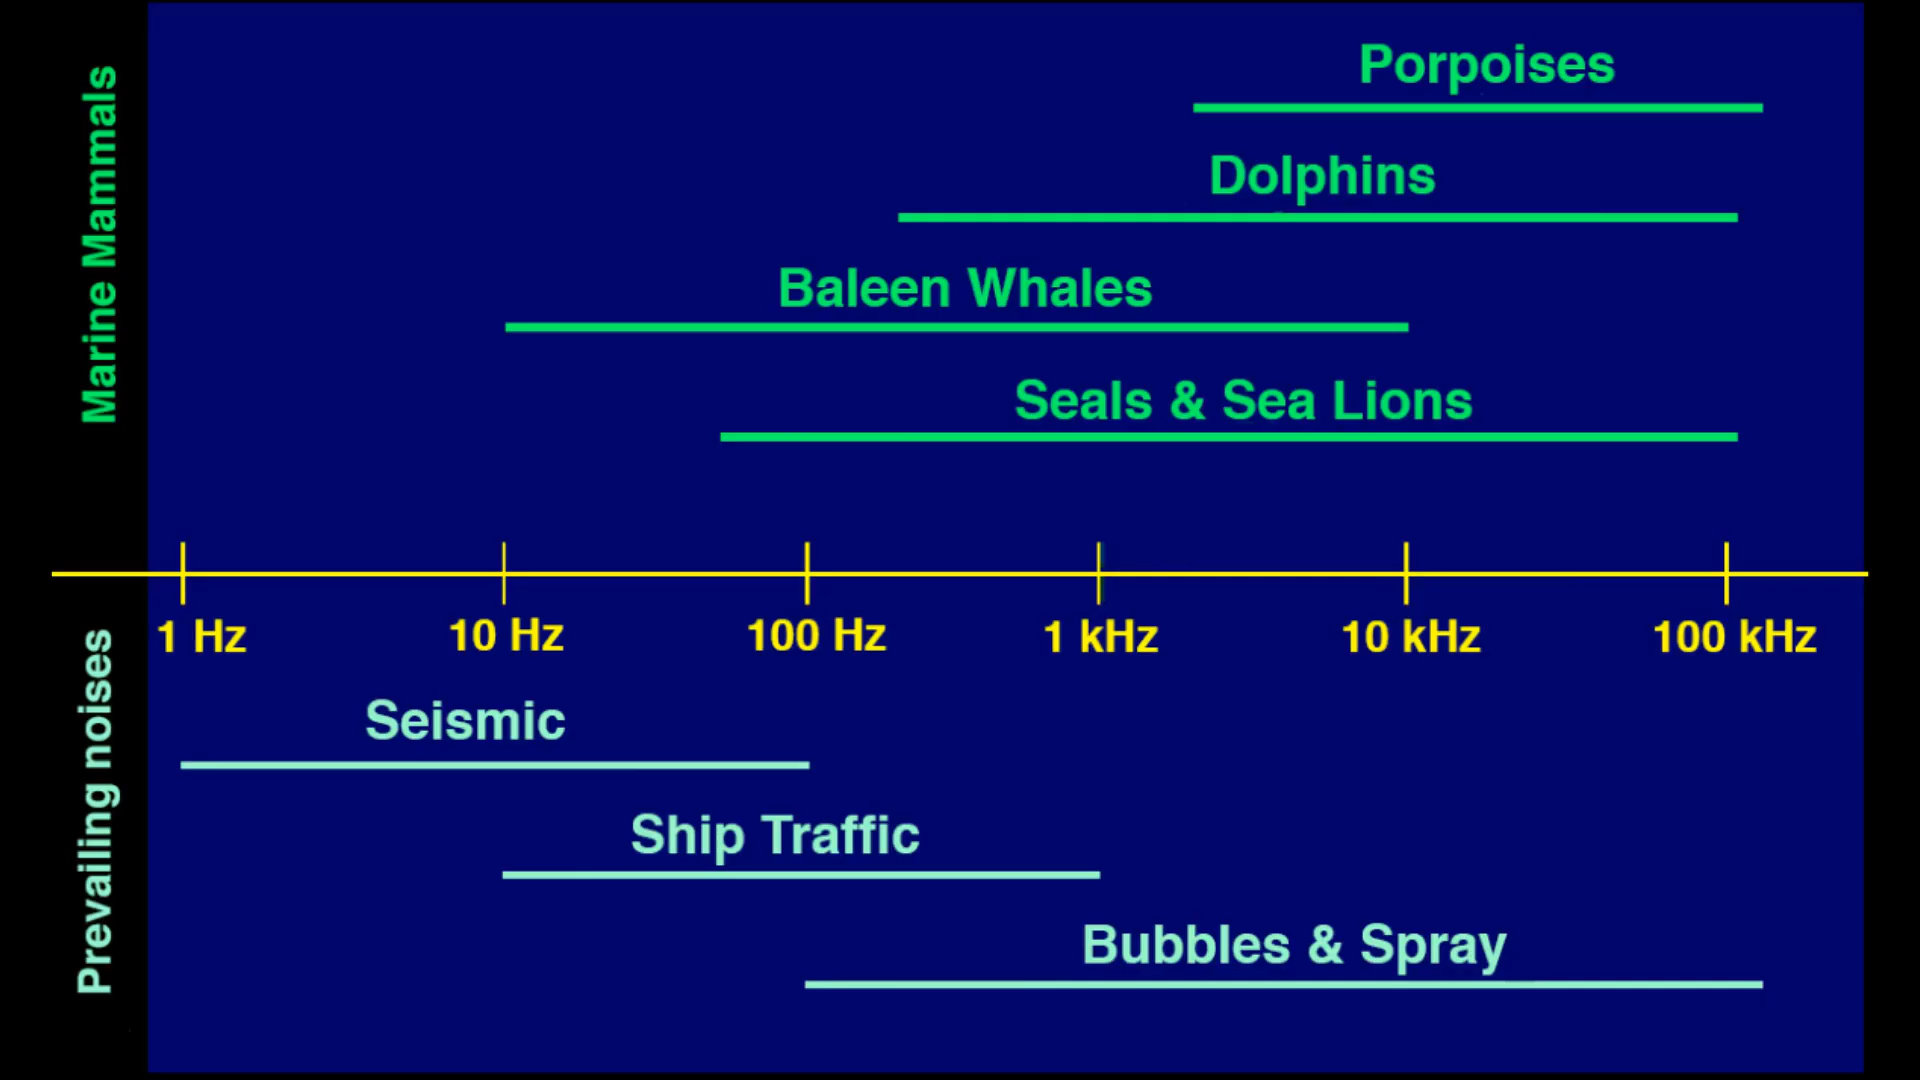 Marine Mammals
Porpoises
Dolphins
Baleen Whales
Seals & Sea Lions
1 Hz 10 Hz 100 Hz 1 kHz 10 kHz 100 kHz
Prevailing noises
Seismic
Ship Traffic
Bubbles & Spray